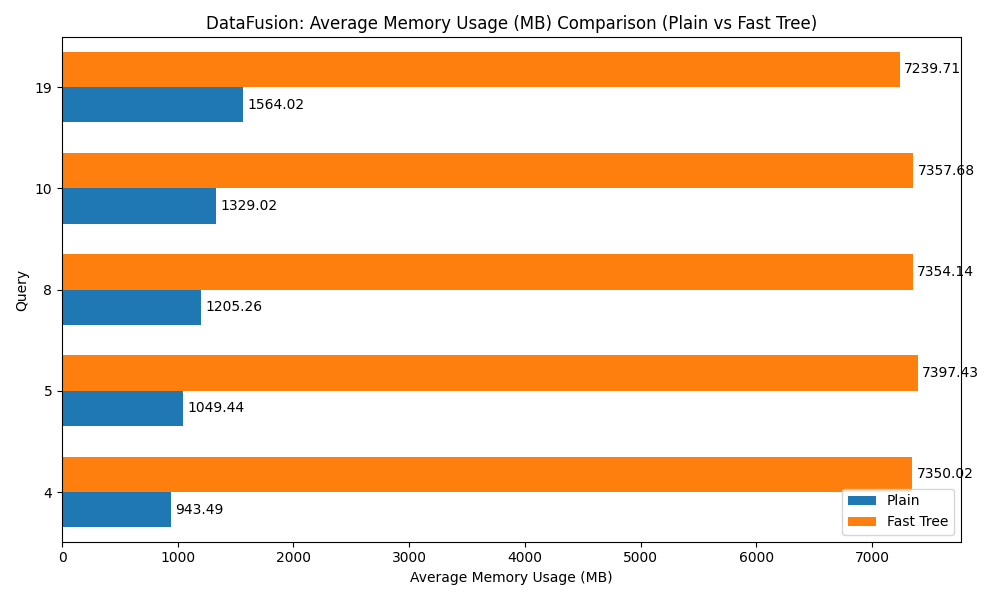 DataFusion: Average Memory Usage (MB) Comparison (Plain vs Fast Tree)
Query
19
7239.71
1564.02
10
7357.68
1329.02
8
7354.14
1205.26
5
7397.43
1049.44
4
7350.02
943.49
Plain
Fast Tree
0 1000 2000 3000 4000 5000 6000 7000
Average Memory Usage (MB)